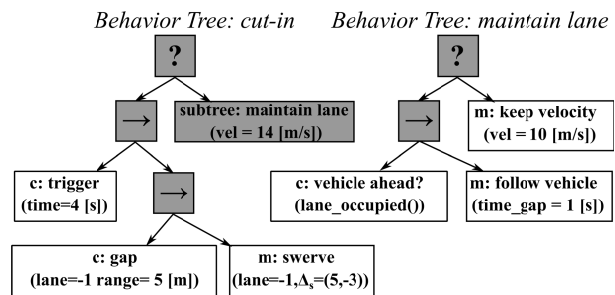 Behavior Tree: cut-in
?
→
subtree: maintain lane
(vel = 14 [m/s])
c: trigger
(time=4 [s])
→
c: gap
(lane=-1 range= 5 [m])
m: swerve
(lane=-1,Δs=(5,-3))
Behavior Tree: maintain lane
?
→
m: keep velocity
(vel = 10 [m/s])
c: vehicle ahead?
(lane_occupied())
m: follow vehicle
(time_gap = 1 [s])